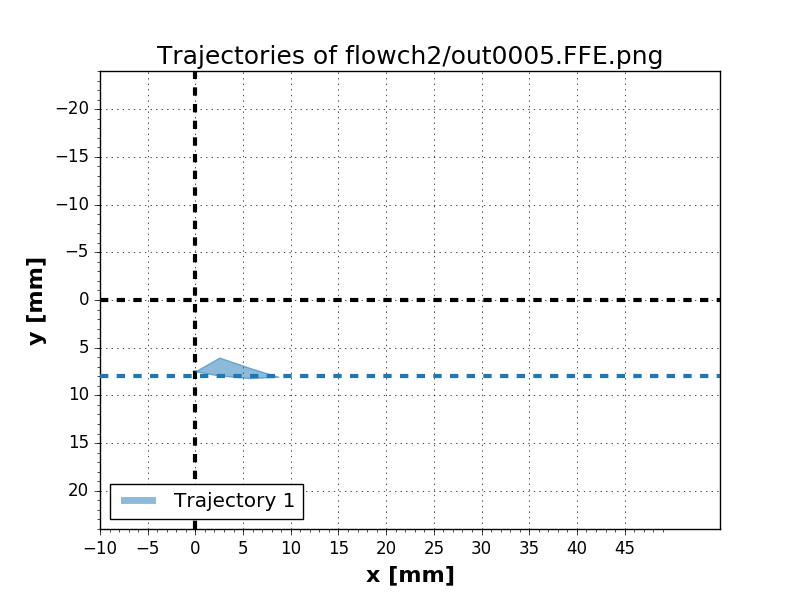 Trajectories of flowch2/out0005.FFE.png
y [mm]
−20
−15
−10
−5
0
5
10
15
20
Trajectory 1
−10 −5 0 5 10 15 20 25 30 35 40 45
x [mm]